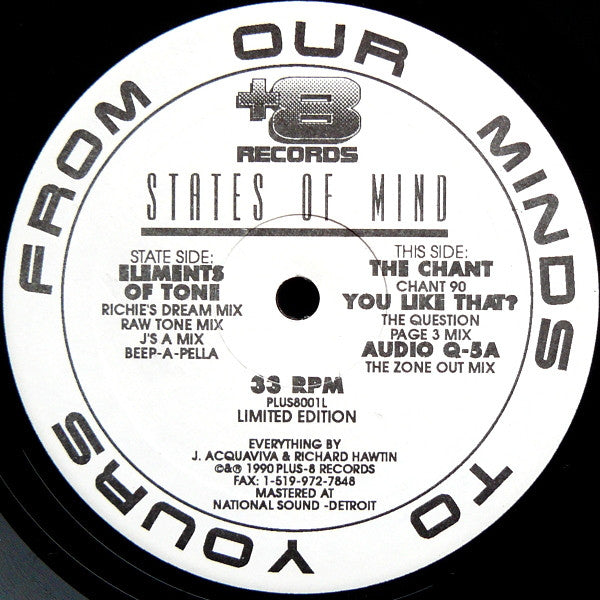 FROM OUR MINDS TO YOURS
+8
RECORDS
STATES OF MIND
STATE SIDE:
ELEMENTS
OF TONE
RICHIE'S DREAM MIX
RAW TONE MIX
J'S A MIX
BEEP-A-PELLA
THIS SIDE:
THE CHANT
CHANT 90
YOU LIKE THAT?
THE QUESTION
PAGE 3 MIX
AUDIO Q-5A
THE ZONE OUT MIX
33 RPM
PLUS8001L
LIMITED EDITION
EVERYTHING BY
J. ACQUAVIVA & RICHARD HAWTIN
©&℗ 1990 PLUS-8 RECORDS
FAX: 1-519-972-7848
MASTERED AT
NATIONAL SOUND -DETROIT